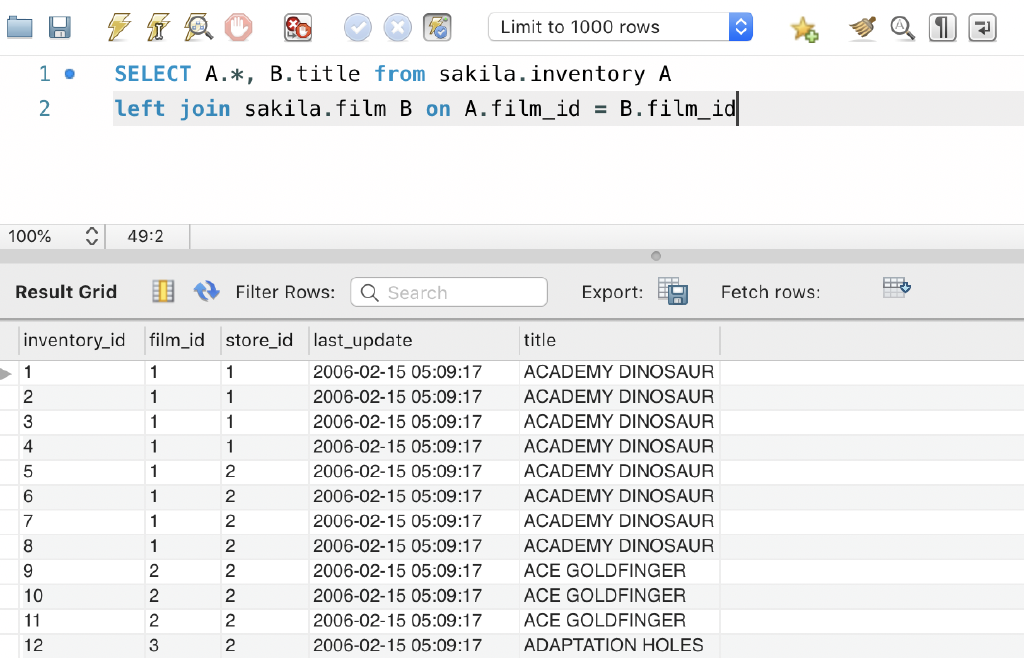 Limit to 1000 rows
1 SELECT A.*, B.title from sakila.inventory A
2 left join sakila.film B on A.film_id = B.film_id
100% 49:2
Result Grid Filter Rows: Search Export: Fetch rows:
inventory_id film_id store_id last_update title
1 1 1 2006-02-15 05:09:17 ACADEMY DINOSAUR
2 1 1 2006-02-15 05:09:17 ACADEMY DINOSAUR
3 1 1 2006-02-15 05:09:17 ACADEMY DINOSAUR
4 1 1 2006-02-15 05:09:17 ACADEMY DINOSAUR
5 1 2 2006-02-15 05:09:17 ACADEMY DINOSAUR
6 1 2 2006-02-15 05:09:17 ACADEMY DINOSAUR
7 1 2 2006-02-15 05:09:17 ACADEMY DINOSAUR
8 1 2 2006-02-15 05:09:17 ACADEMY DINOSAUR
9 2 2 2006-02-15 05:09:17 ACE GOLDFINGER
10 2 2 2006-02-15 05:09:17 ACE GOLDFINGER
11 2 2 2006-02-15 05:09:17 ACE GOLDFINGER
12 3 2 2006-02-15 05:09:17 ADAPTATION HOLES